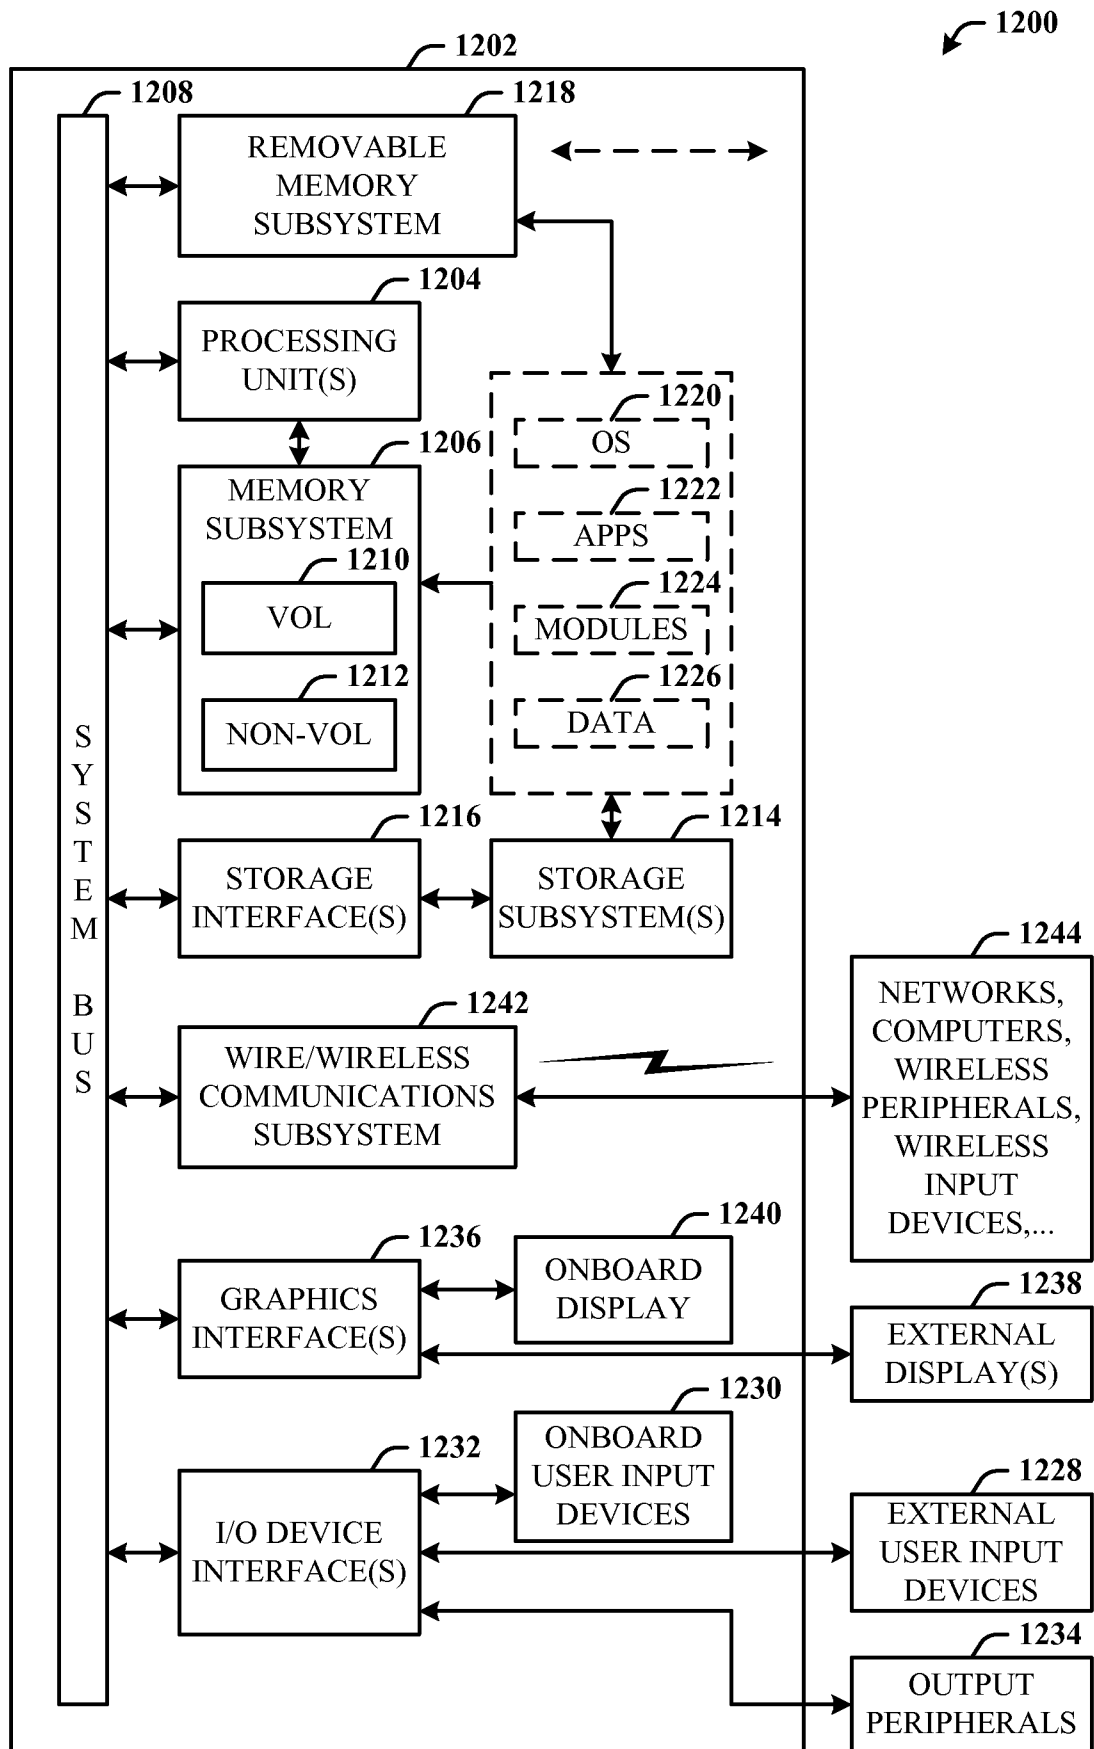 1200
1202
1208
1218
REMOVABLE
MEMORY
SUBSYSTEM
1204
PROCESSING
UNIT(S)
1206
MEMORY
SUBSYSTEM
1210
VOL
1212
NON-VOL
1220
OS
1222
APPS
1224
MODULES
1226
DATA
SYSTEM BUS
1216
STORAGE
INTERFACE(S)
1214
STORAGE
SUBSYSTEM(S)
1242
WIRE/WIRELESS
COMMUNICATIONS
SUBSYSTEM
1244
NETWORKS,
COMPUTERS,
WIRELESS
PERIPHERALS,
WIRELESS
INPUT
DEVICES,...
1236
GRAPHICS
INTERFACE(S)
1240
ONBOARD
DISPLAY
1238
EXTERNAL
DISPLAY(S)
1232
I/O DEVICE
INTERFACE(S)
1230
ONBOARD
USER INPUT
DEVICES
1228
EXTERNAL
USER INPUT
DEVICES
1234
OUTPUT
PERIPHERALS